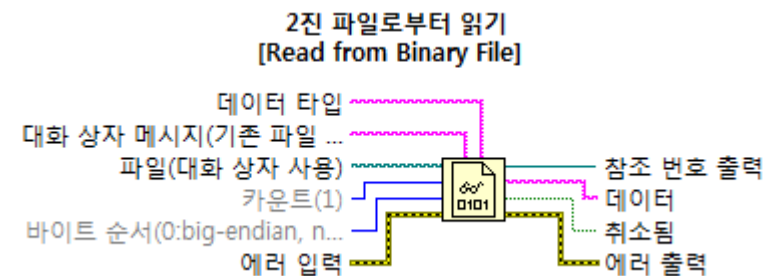 2진 파일로부터 읽기
[Read from Binary File]
데이터 타입
대화 상자 메시지(기존 파일 ...
파일(대화 상자 사용)
카운트(1)
바이트 순서(0:big-endian, n...
에러 입력
0101
참조 번호 출력
데이터
취소됨
에러 출력